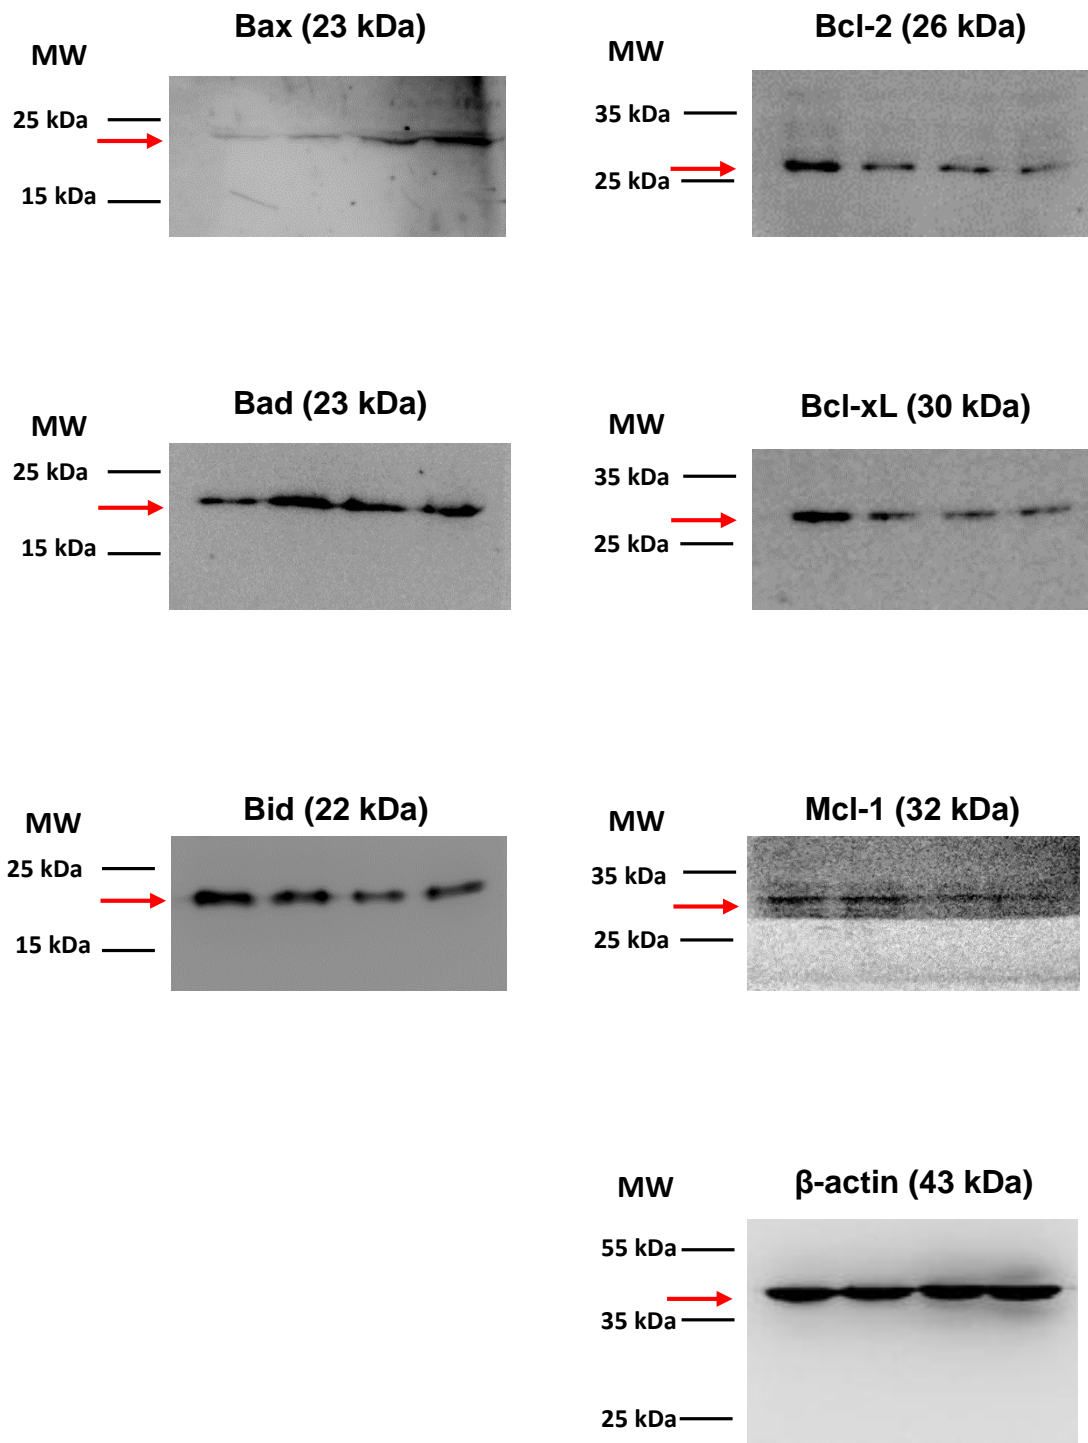 Bax (23 kDa)
MW
25 kDa
15 kDa
Bcl-2 (26 kDa)
MW
35 kDa
25 kDa
Bad (23 kDa)
MW
25 kDa
15 kDa
Bcl-xL (30 kDa)
MW
35 kDa
25 kDa
Bid (22 kDa)
MW
25 kDa
15 kDa
Mcl-1 (32 kDa)
MW
35 kDa
25 kDa
β-actin (43 kDa)
MW
55 kDa
35 kDa
25 kDa